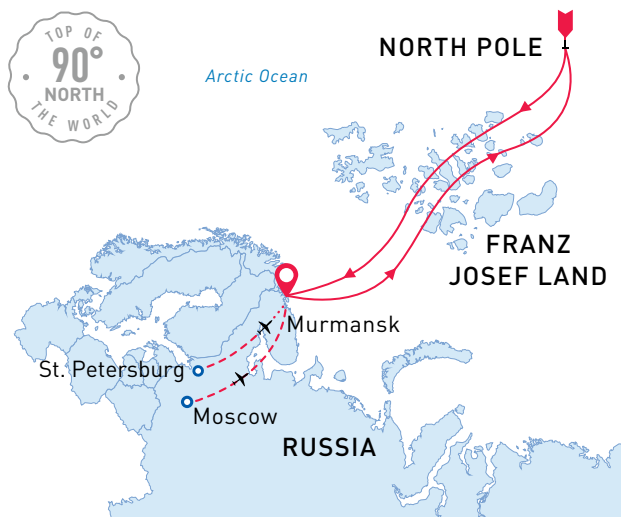 TOP OF
90°
NORTH
THE WORLD
NORTH POLE
Arctic Ocean
FRANZ
JOSEF LAND
Murmansk
St. Petersburg
Moscow
RUSSIA